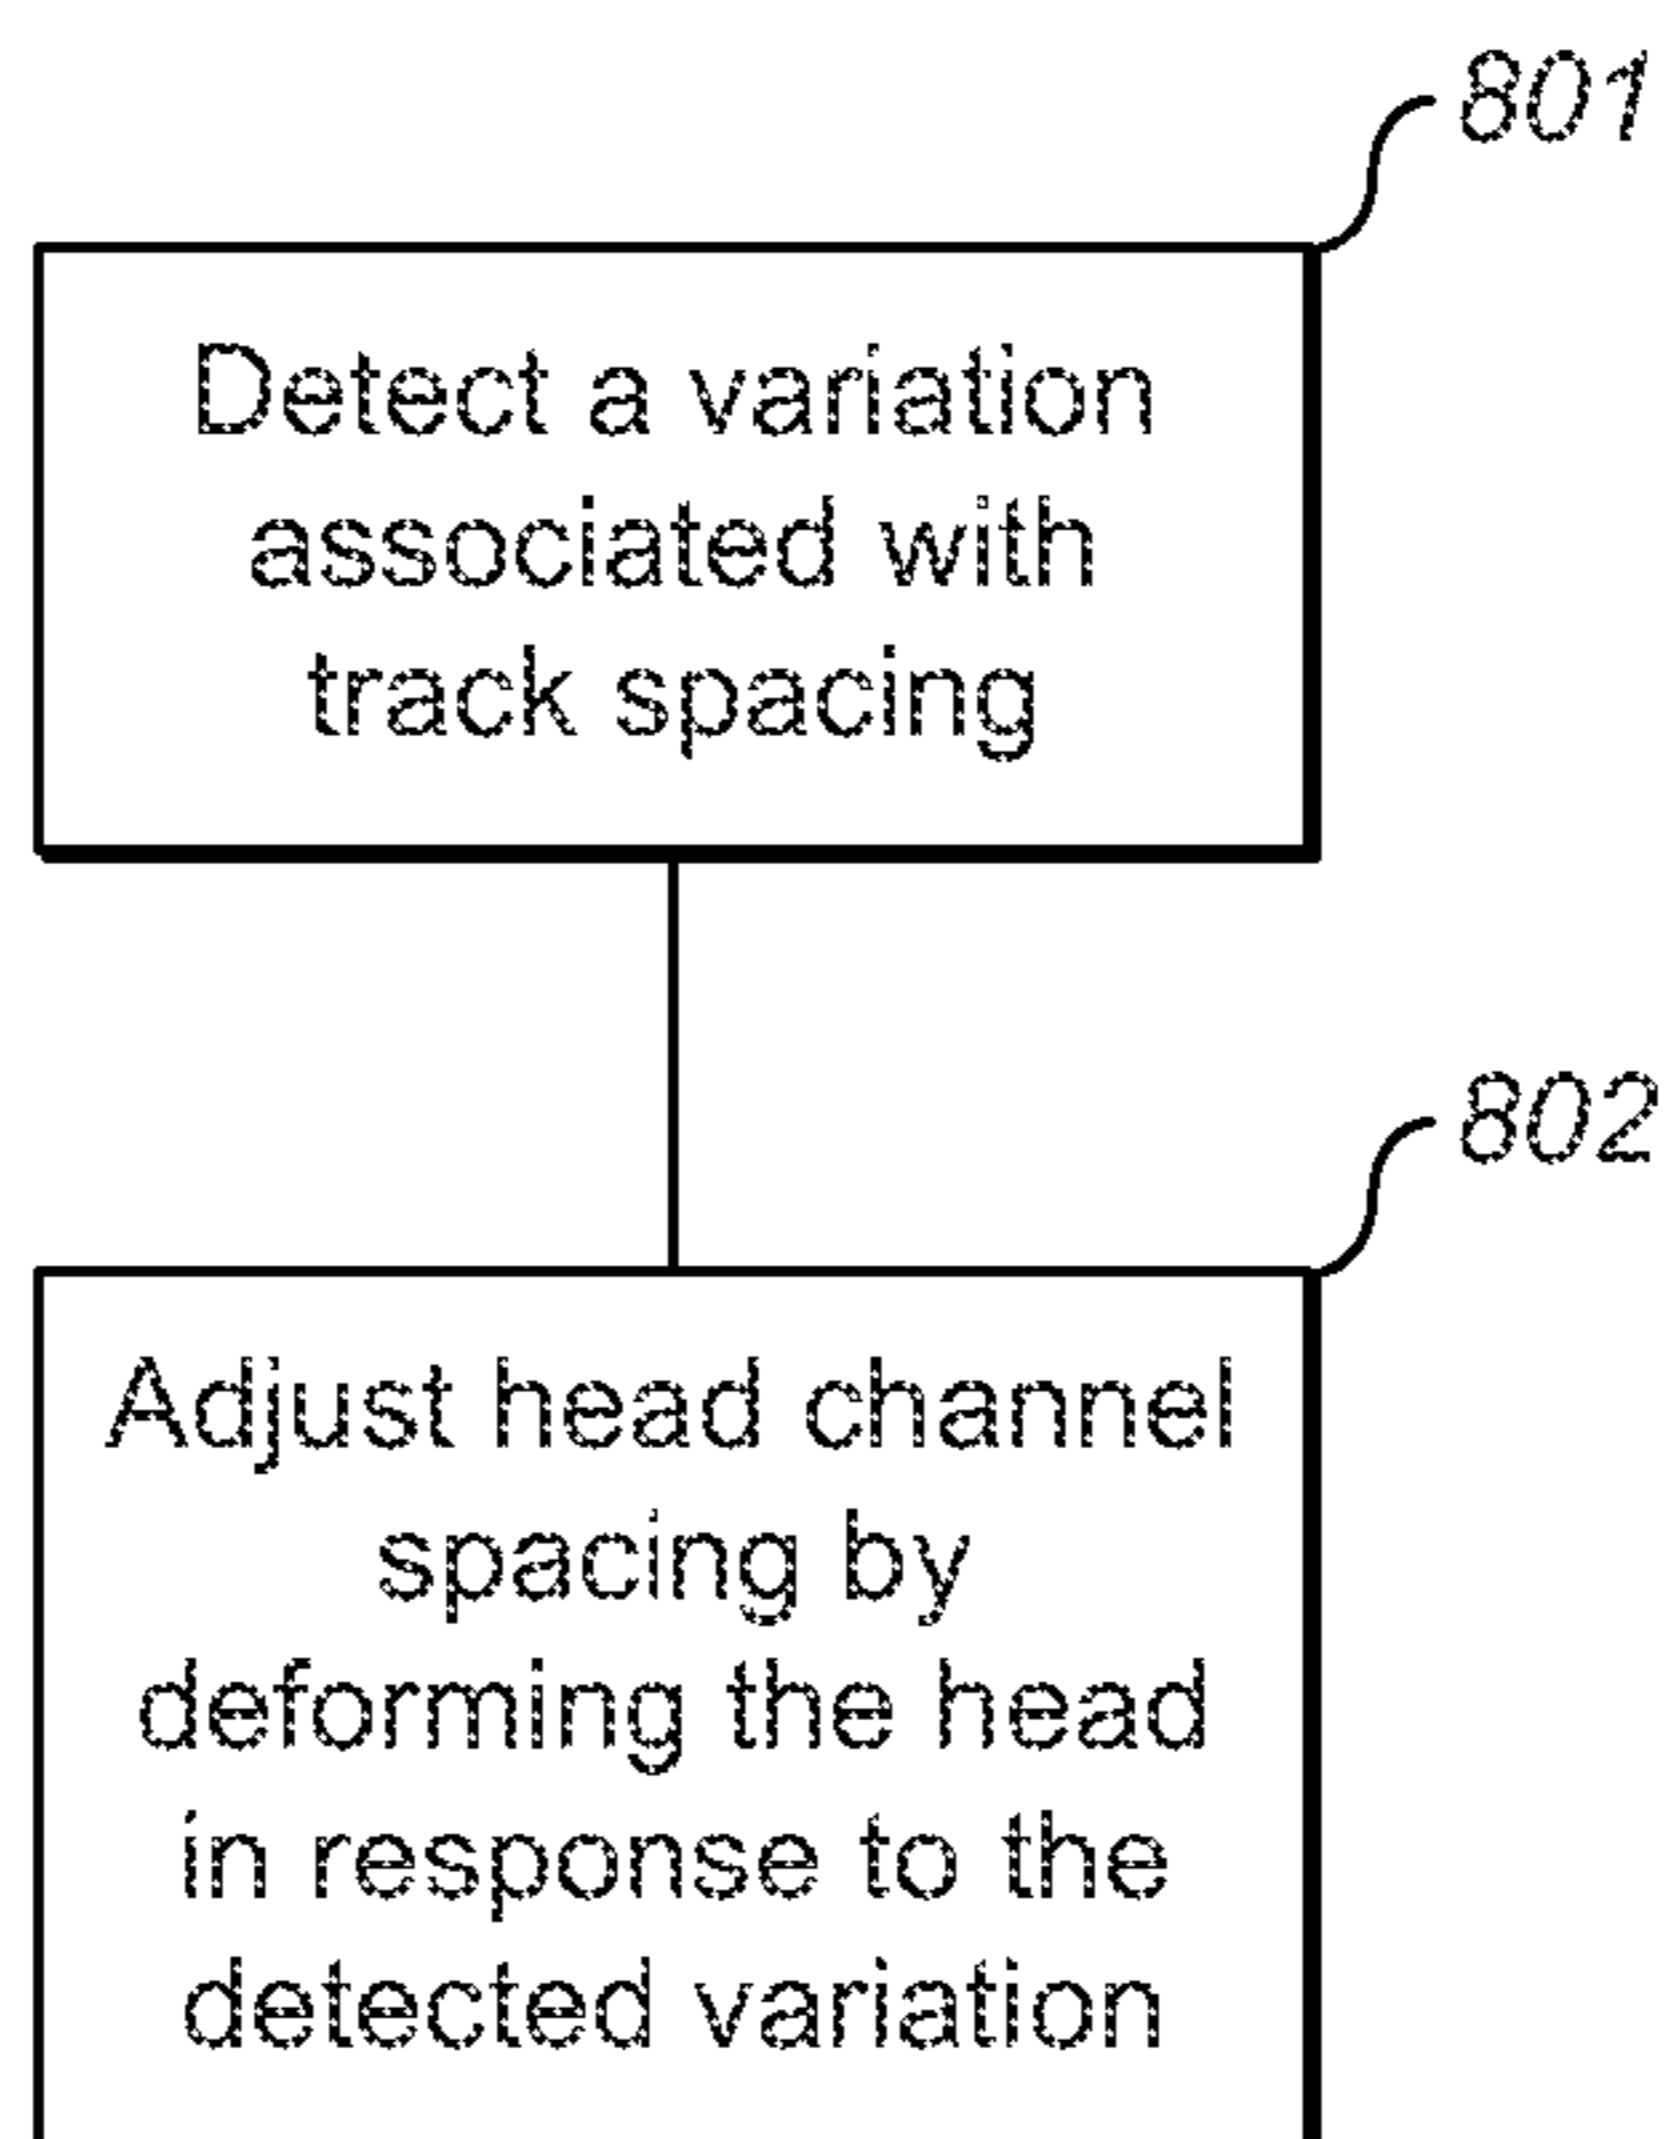 801
Detect a variation
associated with
track spacing
802
Adjust head channel
spacing by
deforming the head
in response to the
detected variation